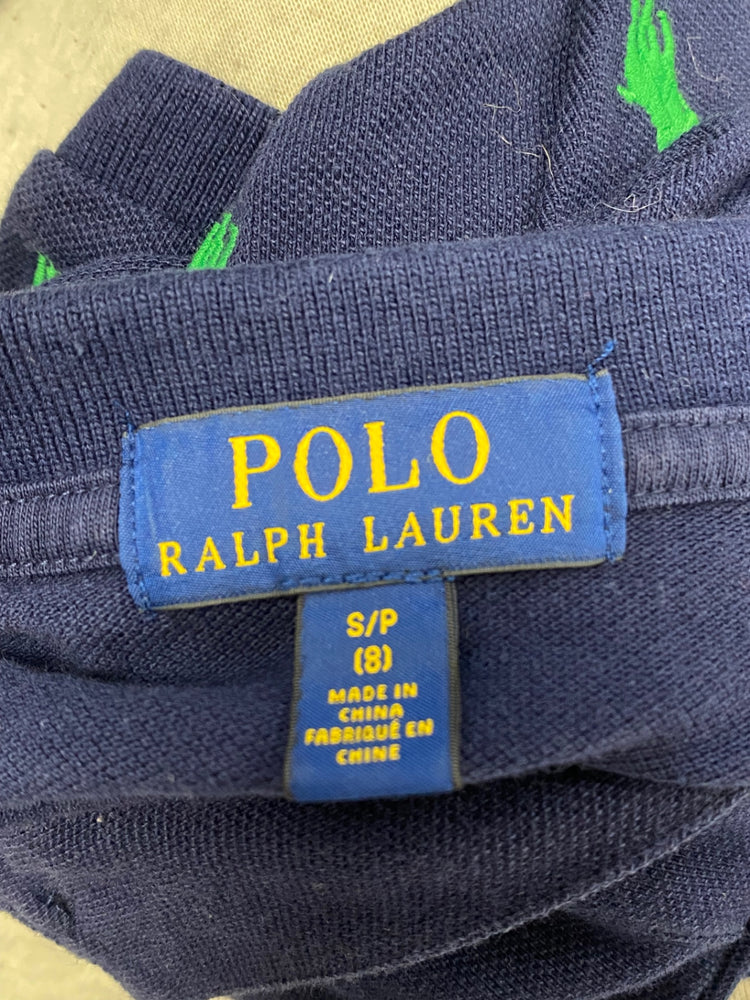 POLO
RALPH LAUREN
S/P
(8)
MADE IN
CHINA
FABRIQUÉ EN
CHINE